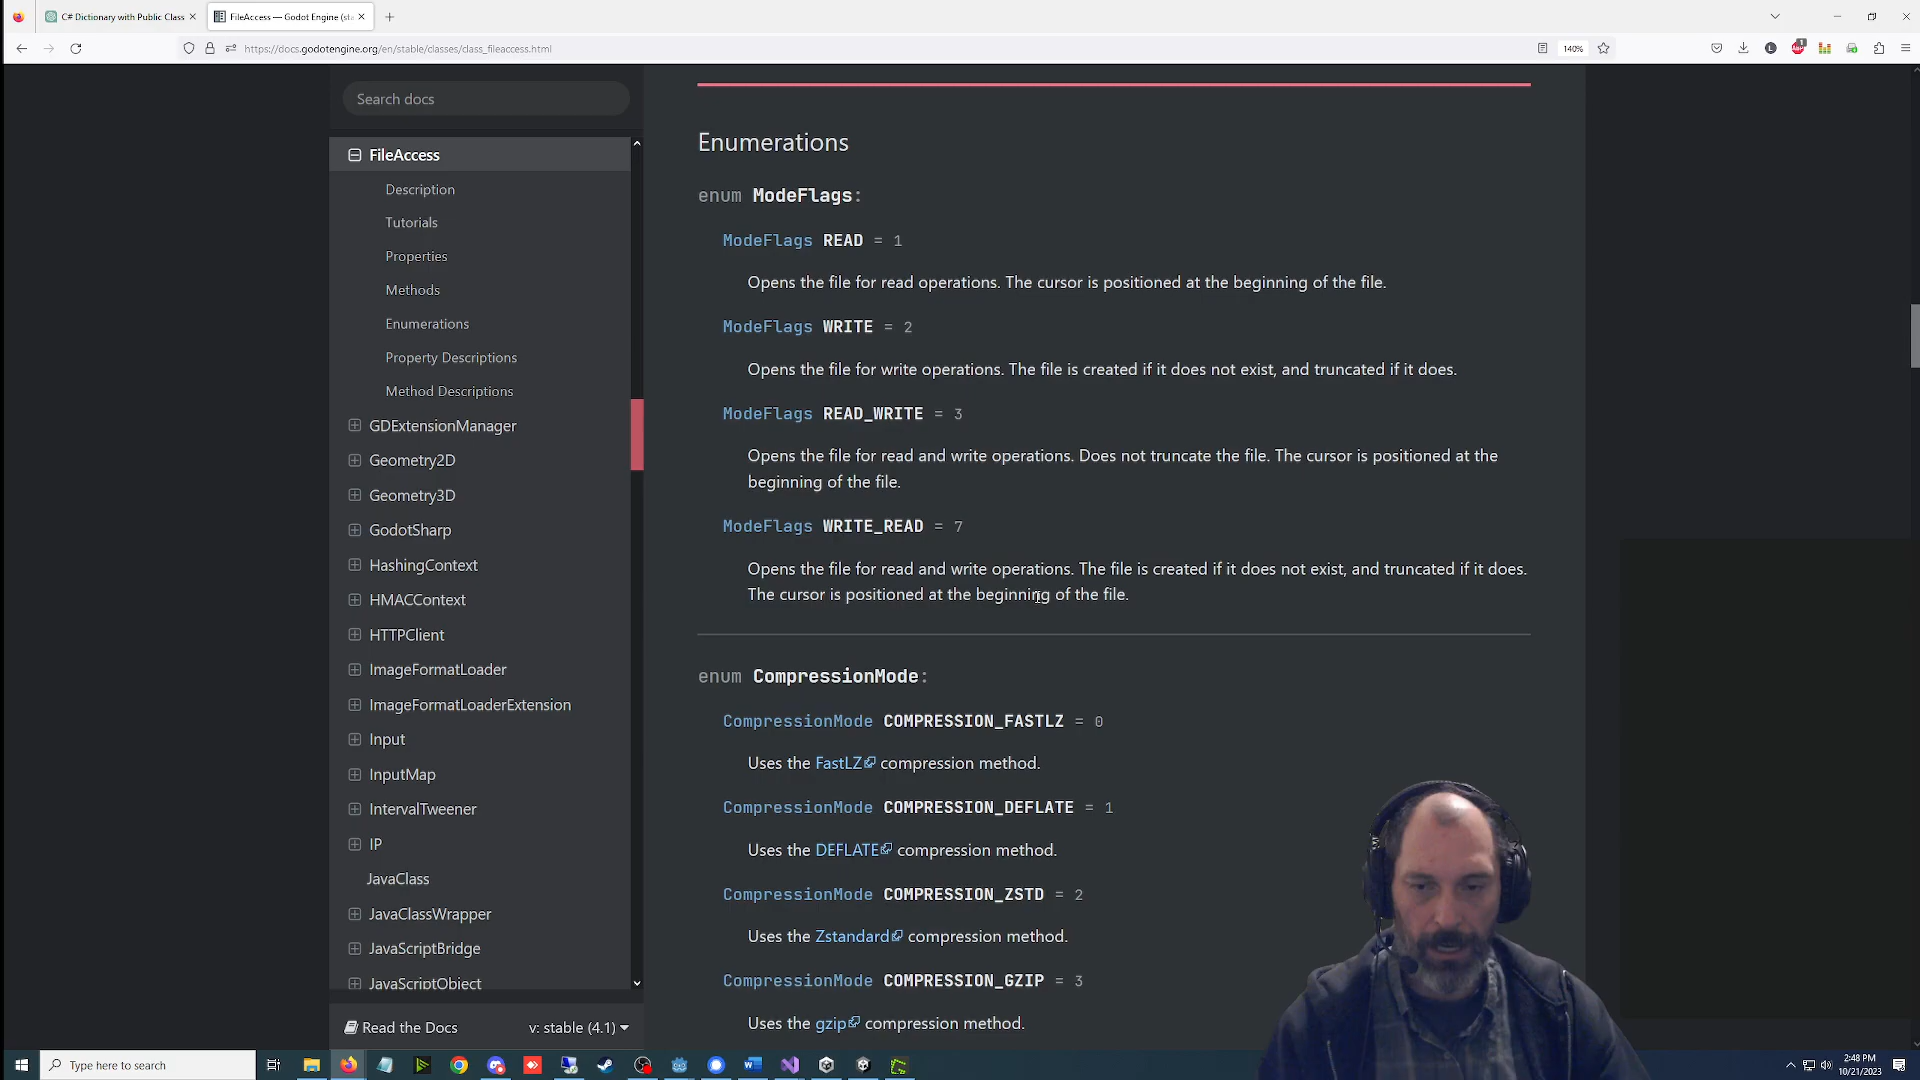 C# Dictionary with Public Class
FileAccess — Godot Engine (sta
https://docs.godotengine.org/en/stable/classes/class_fileaccess.html
140%
Search docs
FileAccess
Description
Tutorials
Properties
Methods
Enumerations
Property Descriptions
Method Descriptions
GDExtensionManager
Geometry2D
Geometry3D
GodotSharp
HashingContext
HMACContext
HTTPClient
ImageFormatLoader
ImageFormatLoaderExtension
Input
InputMap
IntervalTweener
IP
JavaClass
JavaClassWrapper
JavaScriptBridge
JavaScriptObject
Read the Docs
v: stable (4.1)
Enumerations
enum ModeFlags:
ModeFlags READ = 1
Opens the file for read operations. The cursor is positioned at the beginning of the file.
ModeFlags WRITE = 2
Opens the file for write operations. The file is created if it does not exist, and truncated if it does.
ModeFlags READ_WRITE = 3
Opens the file for read and write operations. Does not truncate the file. The cursor is positioned at the
beginning of the file.
ModeFlags WRITE_READ = 7
Opens the file for read and write operations. The file is created if it does not exist, and truncated if it does.
The cursor is positioned at the beginning of the file.
enum CompressionMode:
CompressionMode COMPRESSION_FASTLZ = 0
Uses the FastLZ compression method.
CompressionMode COMPRESSION_DEFLATE = 1
Uses the DEFLATE compression method.
CompressionMode COMPRESSION_ZSTD = 2
Uses the Zstandard compression method.
CompressionMode COMPRESSION_GZIP = 3
Uses the gzip compression method.
Type here to search
2:48 PM
10/21/2023